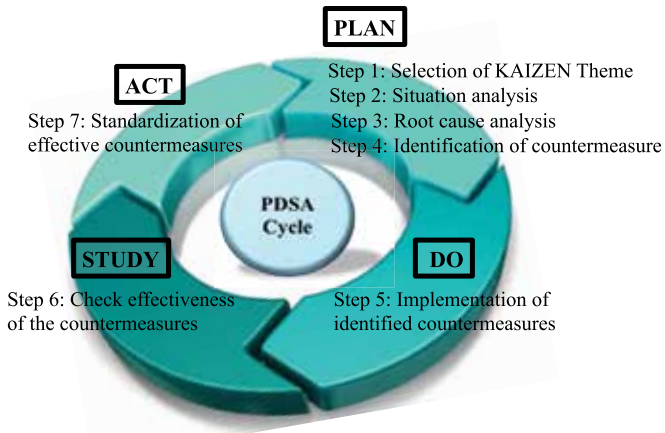 PLAN
Step 1: Selection of KAIZEN Theme
Step 2: Situation analysis
Step 3: Root cause analysis
Step 4: Identification of countermeasure
ACT
Step 7: Standardization of
effective countermeasures
PDSA
Cycle
STUDY
Step 6: Check effectiveness
of the countermeasures
DO
Step 5: Implementation of
identified countermeasures